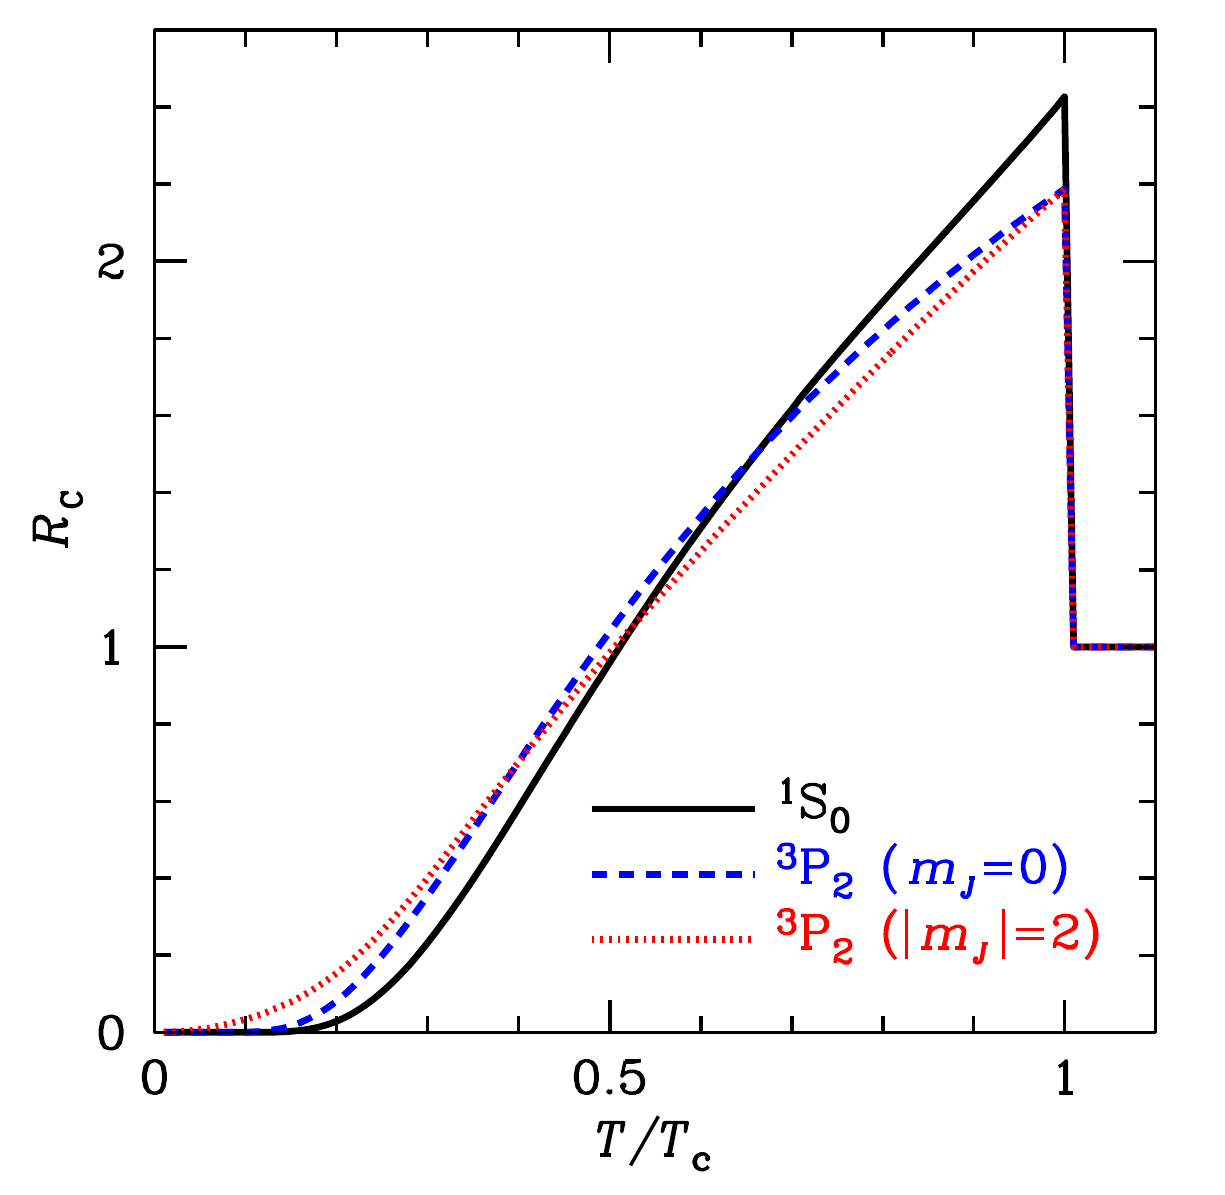 2
R_c
1
¹S₀
³P₂ (m_J=0)
³P₂ (|m_J|=2)
0
0 0.5 1
T/T_c